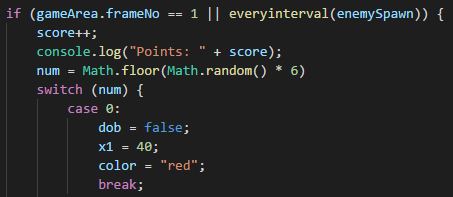 if (gameArea.frameNo == 1 || everyinterval(enemySpawn)) {
    score++;
    console.log("Points: " + score);
    num = Math.floor(Math.random() * 6)
    switch (num) {
        case 0:
            dob = false;
            x1 = 40;
            color = "red";
            break;